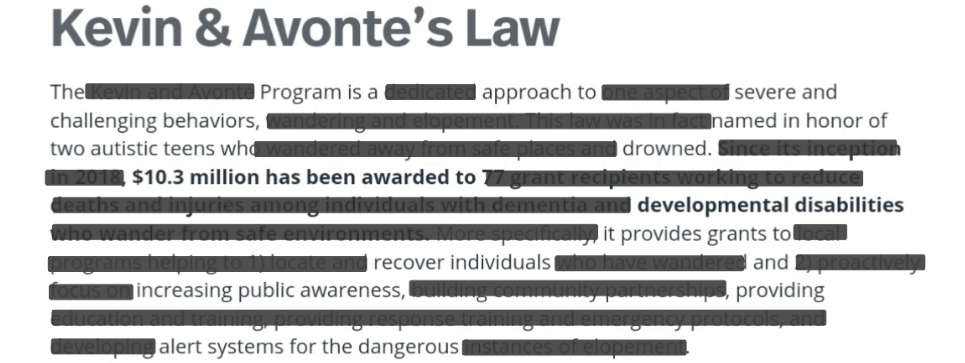 Kevin & Avonte's Law
The Kevin and Avonte Program is a dedicated approach to one aspect of severe and
challenging behaviors, wandering and elopement. This law was in fact named in honor of
two autistic teens who wandered away from safe places and drowned. Since its inception
in 2018, $10.3 million has been awarded to 77 grant recipients working to reduce
deaths and injuries among individuals with dementia and developmental disabilities
who wander from safe environments. More specifically, it provides grants to local
programs helping to 1) locate and recover individuals who have wandered and 2) proactively
focus on increasing public awareness, building community partnerships, providing
education and training, providing response training and emergency protocols, and
developing alert systems for the dangerous instances of elopement.